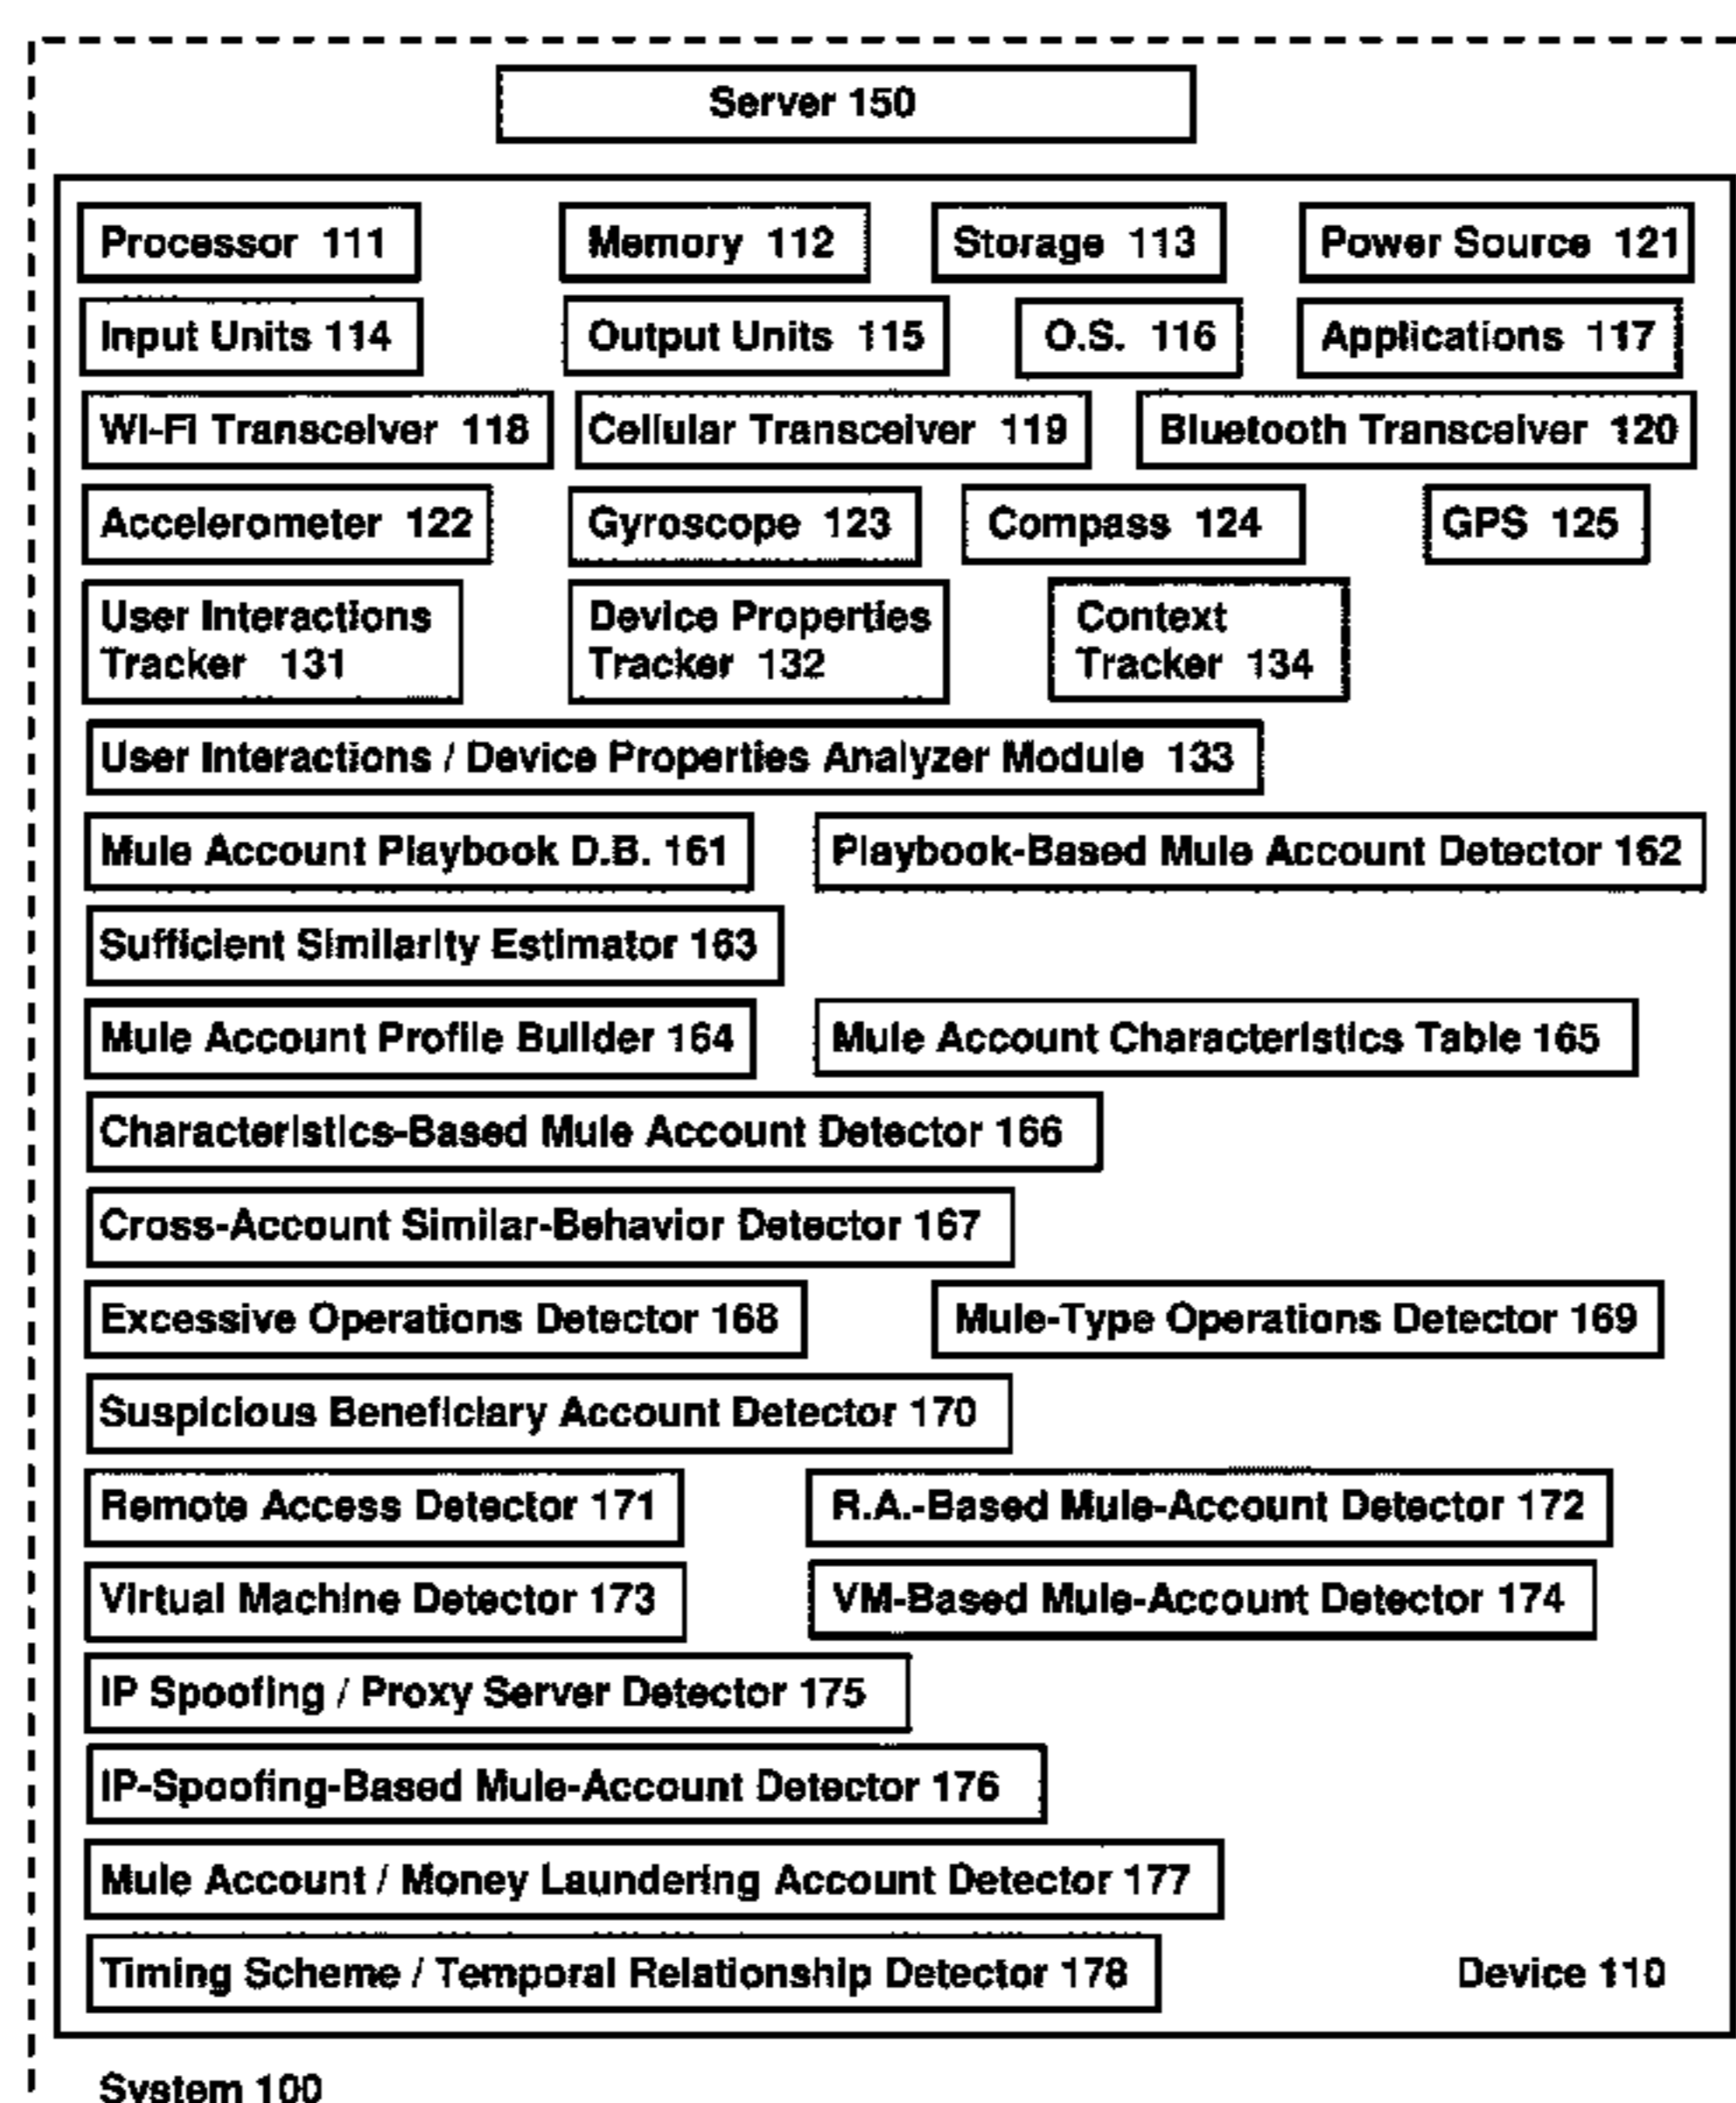 Server 150
Processor 111
Memory 112
Storage 113
Power Source 121
Input Units 114
Output Units 115
O.S. 116
Applications 117
Wi-Fi Transceiver 118
Cellular Transceiver 119
Bluetooth Transceiver 120
Accelerometer 122
Gyroscope 123
Compass 124
GPS 125
User Interactions
Tracker 131
Device Properties
Tracker 132
Context
Tracker 134
User Interactions / Device Properties Analyzer Module 133
Mule Account Playbook D.B. 161
Playbook-Based Mule Account Detector 162
Sufficient Similarity Estimator 163
Mule Account Profile Builder 164
Mule Account Characteristics Table 165
Characteristics-Based Mule Account Detector 166
Cross-Account Similar-Behavior Detector 167
Excessive Operations Detector 168
Mule-Type Operations Detector 169
Suspicious Beneficiary Account Detector 170
Remote Access Detector 171
R.A.-Based Mule-Account Detector 172
Virtual Machine Detector 173
VM-Based Mule-Account Detector 174
IP Spoofing / Proxy Server Detector 175
IP-Spoofing-Based Mule-Account Detector 176
Mule Account / Money Laundering Account Detector 177
Timing Scheme / Temporal Relationship Detector 178
Device 110
System 100